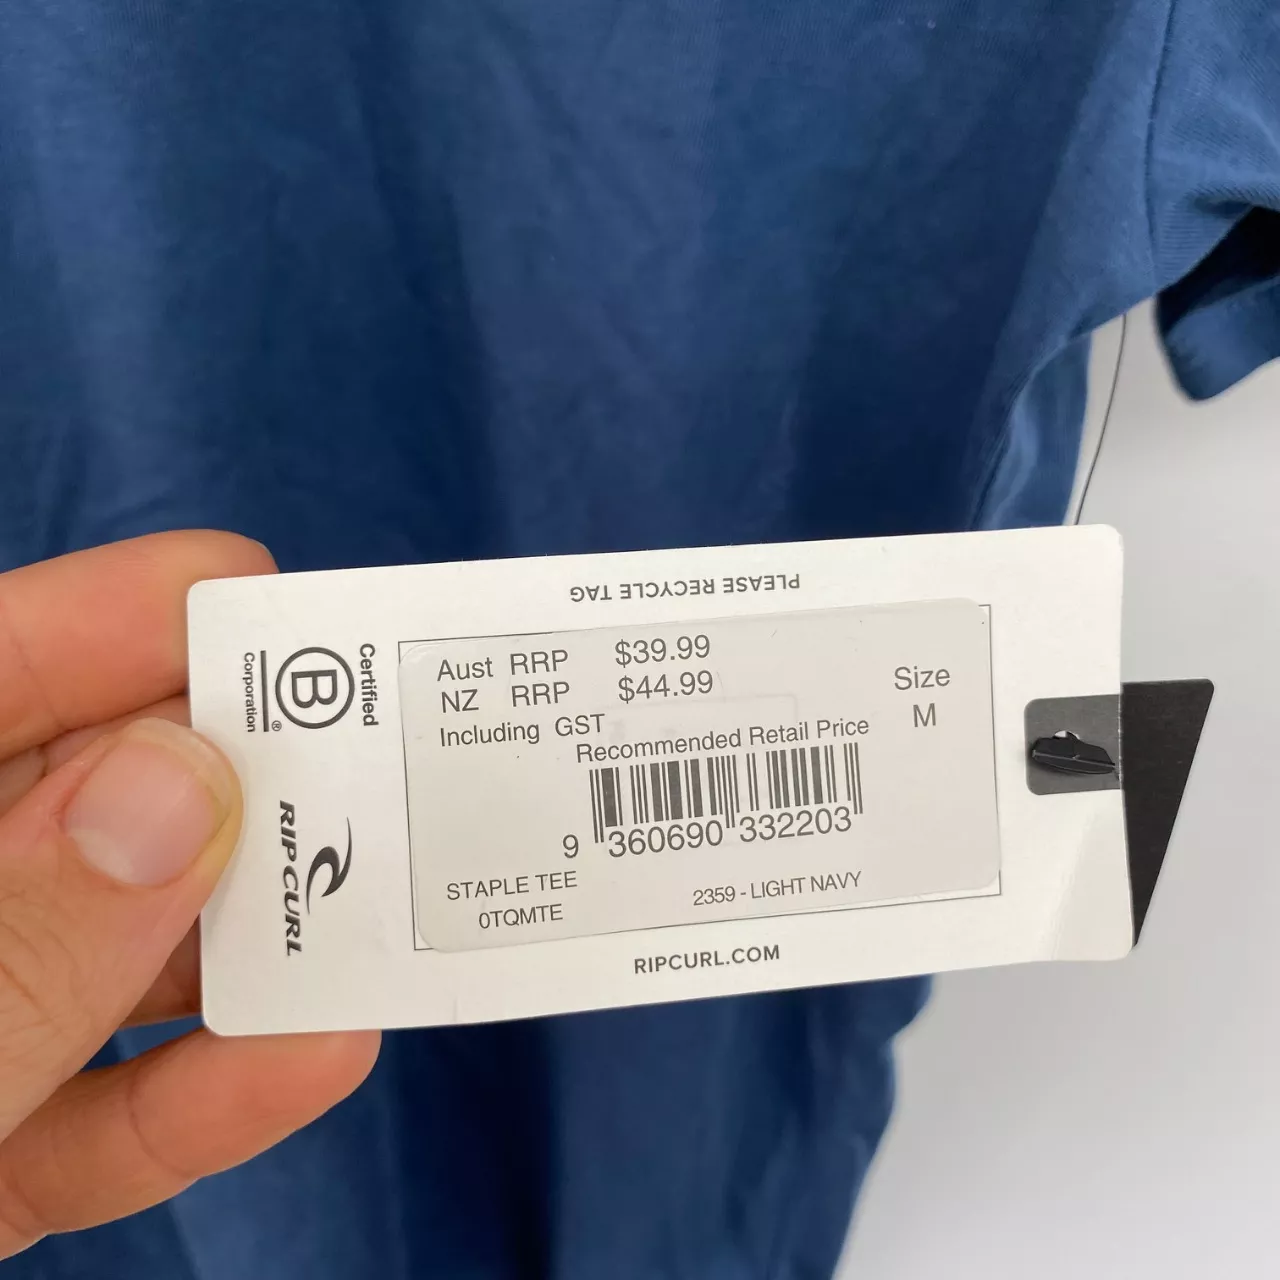 PLEASE RECYCLE TAG
Certified
B
®
Corporation
RIP CURL
Aust RRP $39.99
NZ RRP $44.99
Including GST
Recommended Retail Price
Size
M
9 360690 332203
STAPLE TEE
0TQMTE
2359 - LIGHT NAVY
RIPCURL.COM